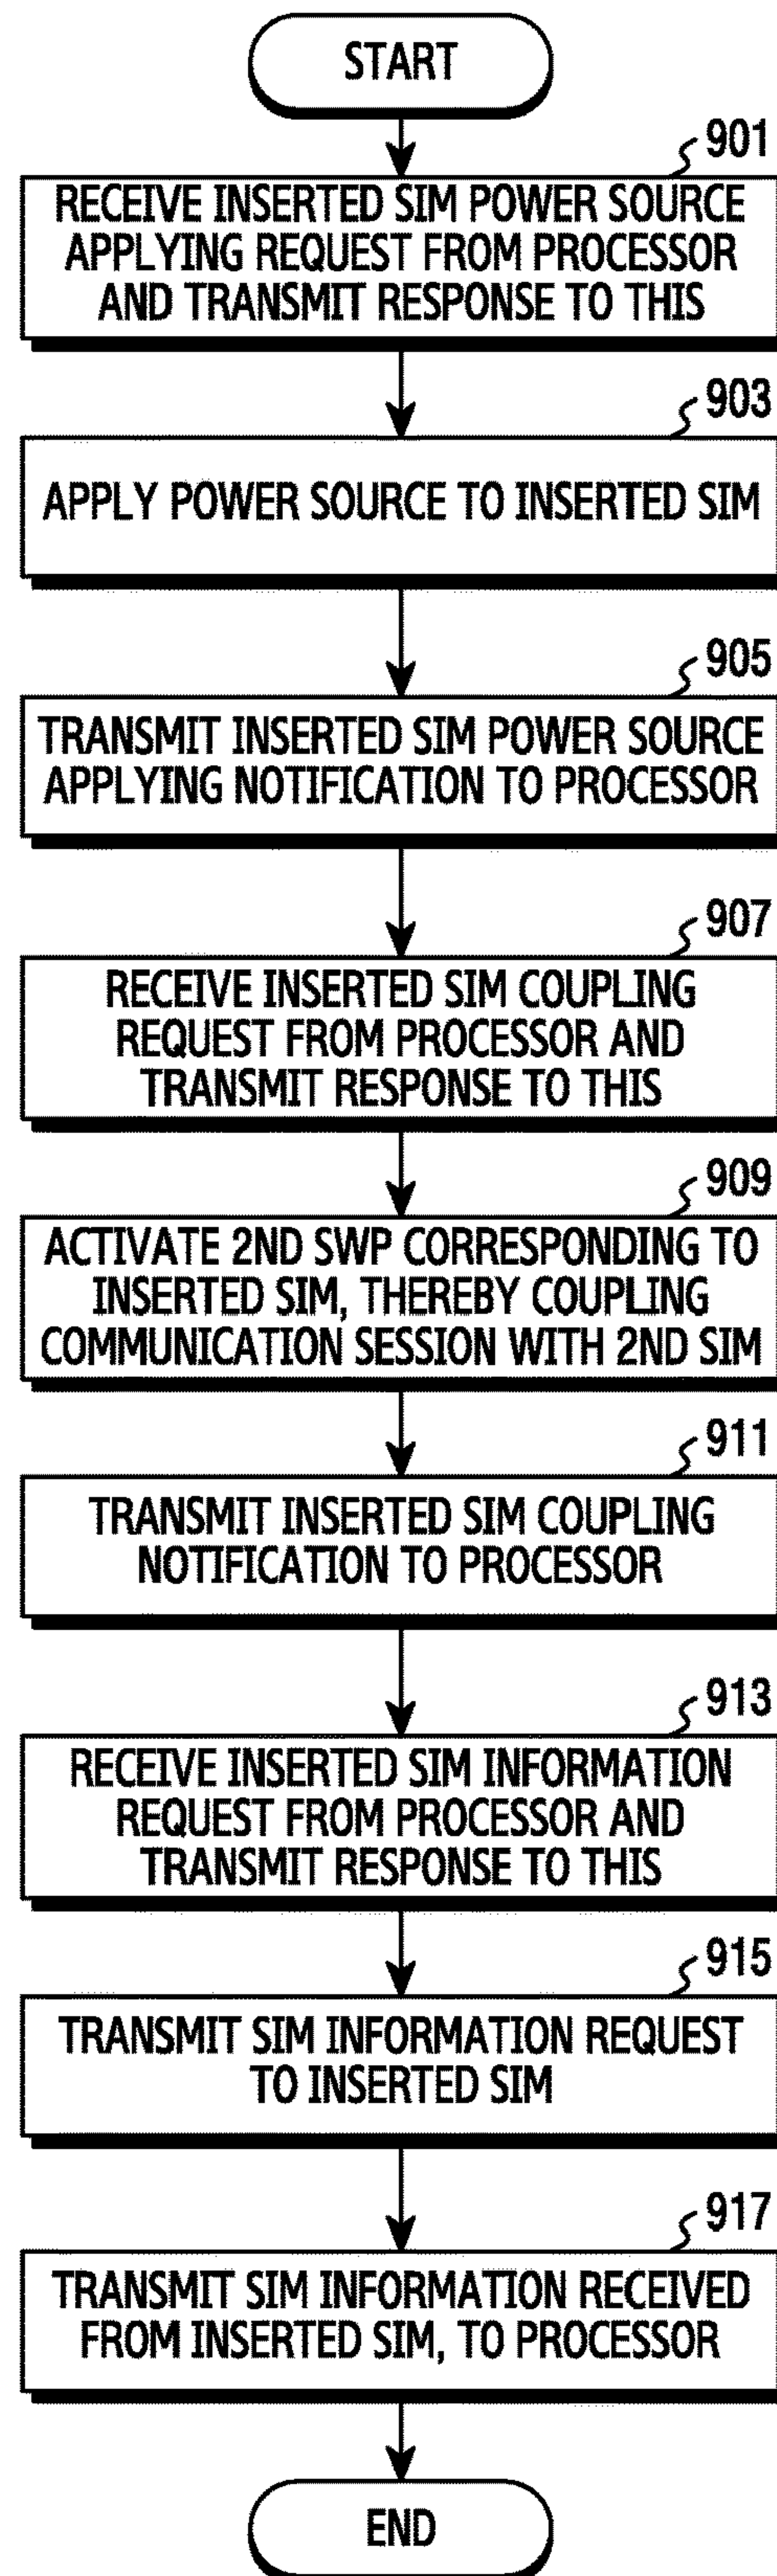 START
901
RECEIVE INSERTED SIM POWER SOURCE
APPLYING REQUEST FROM PROCESSOR
AND TRANSMIT RESPONSE TO THIS
903
APPLY POWER SOURCE TO INSERTED SIM
905
TRANSMIT INSERTED SIM POWER SOURCE
APPLYING NOTIFICATION TO PROCESSOR
907
RECEIVE INSERTED SIM COUPLING
REQUEST FROM PROCESSOR AND
TRANSMIT RESPONSE TO THIS
909
ACTIVATE 2ND SWP CORRESPONDING TO
INSERTED SIM, THEREBY COUPLING
COMMUNICATION SESSION WITH 2ND SIM
911
TRANSMIT INSERTED SIM COUPLING
NOTIFICATION TO PROCESSOR
913
RECEIVE INSERTED SIM INFORMATION
REQUEST FROM PROCESSOR AND
TRANSMIT RESPONSE TO THIS
915
TRANSMIT SIM INFORMATION REQUEST
TO INSERTED SIM
917
TRANSMIT SIM INFORMATION RECEIVED
FROM INSERTED SIM, TO PROCESSOR
END